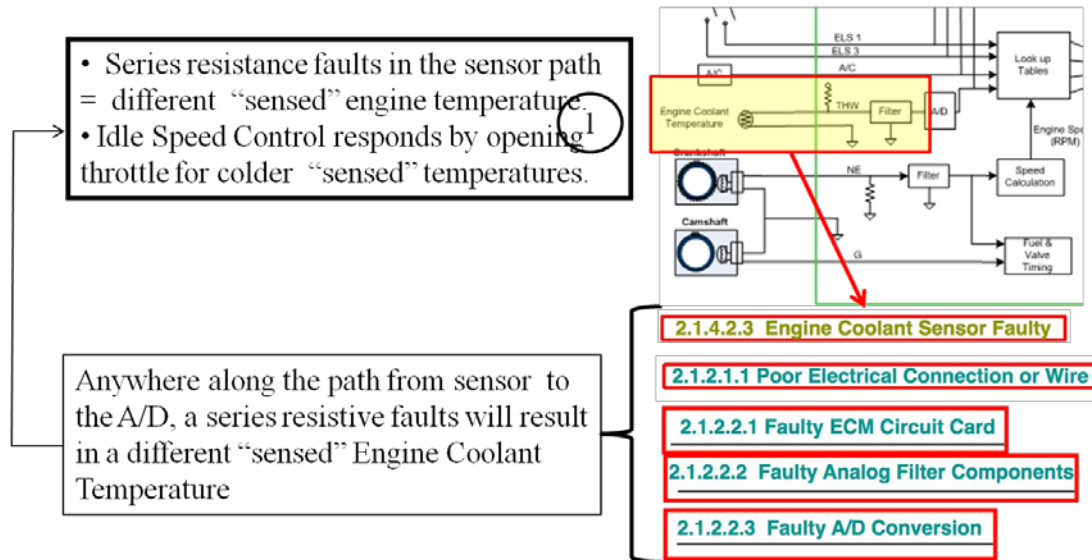 • Series resistance faults in the sensor path
= different “sensed” engine temperature.
• Idle Speed Control responds by opening
throttle for colder “sensed” temperatures.
1
Anywhere along the path from sensor to
the A/D, a series resistive faults will result
in a different “sensed” Engine Coolant
Temperature
ELS 1
ELS 3
A/C
A/C
Look up
Tables
Engine Coolant
Temperature
THW
Filter
A/D
Engine Spe
(RPM)
Crankshaft
NE
Filter
Speed
Calculation
Camshaft
G
Fuel &
Valve
Timing
2.1.4.2.3 Engine Coolant Sensor Faulty
2.1.2.1.1 Poor Electrical Connection or Wire
2.1.2.2.1 Faulty ECM Circuit Card
2.1.2.2.2 Faulty Analog Filter Components
2.1.2.2.3 Faulty A/D Conversion